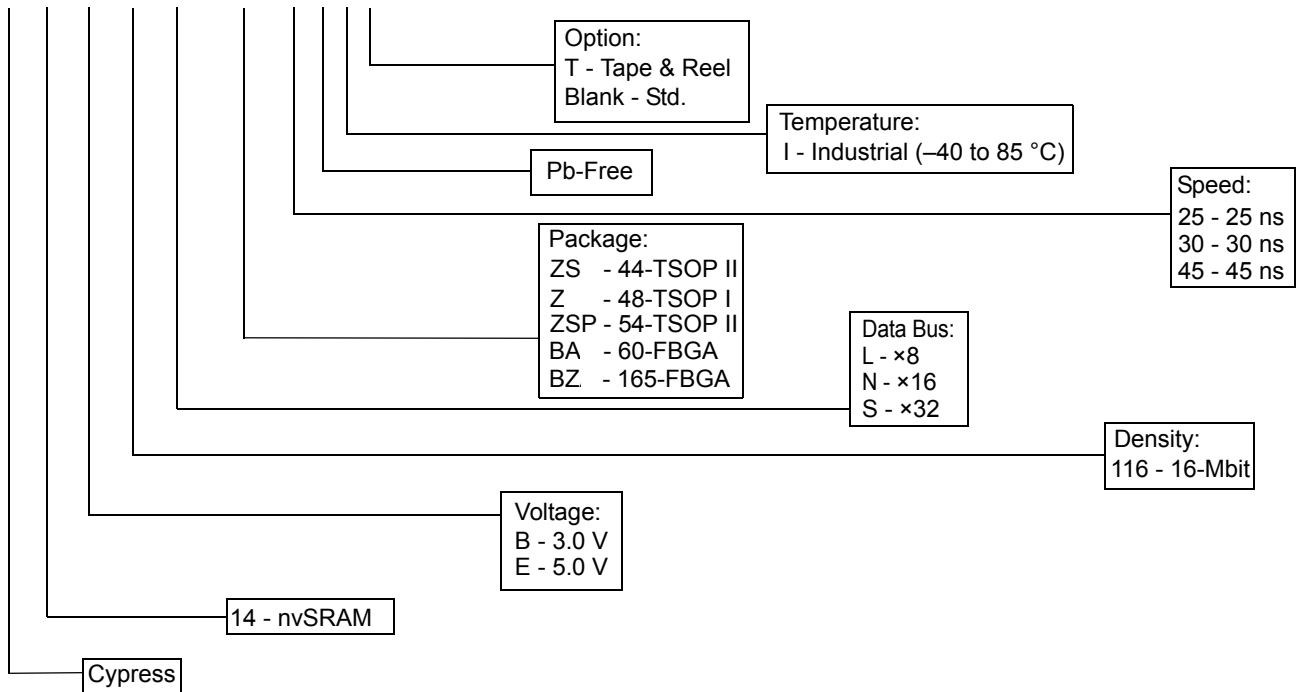 Option:
T - Tape & Reel
Blank - Std.
Temperature:
I - Industrial (–40 to 85 °C)
Pb-Free
Speed:
25 - 25 ns
30 - 30 ns
45 - 45 ns
Package:
ZS - 44-TSOP II
Z - 48-TSOP I
ZSP - 54-TSOP II
BA - 60-FBGA
BZ - 165-FBGA
Data Bus:
L - ×8
N - ×16
S - ×32
Density:
116 - 16-Mbit
Voltage:
B - 3.0 V
E - 5.0 V
14 - nvSRAM
Cypress